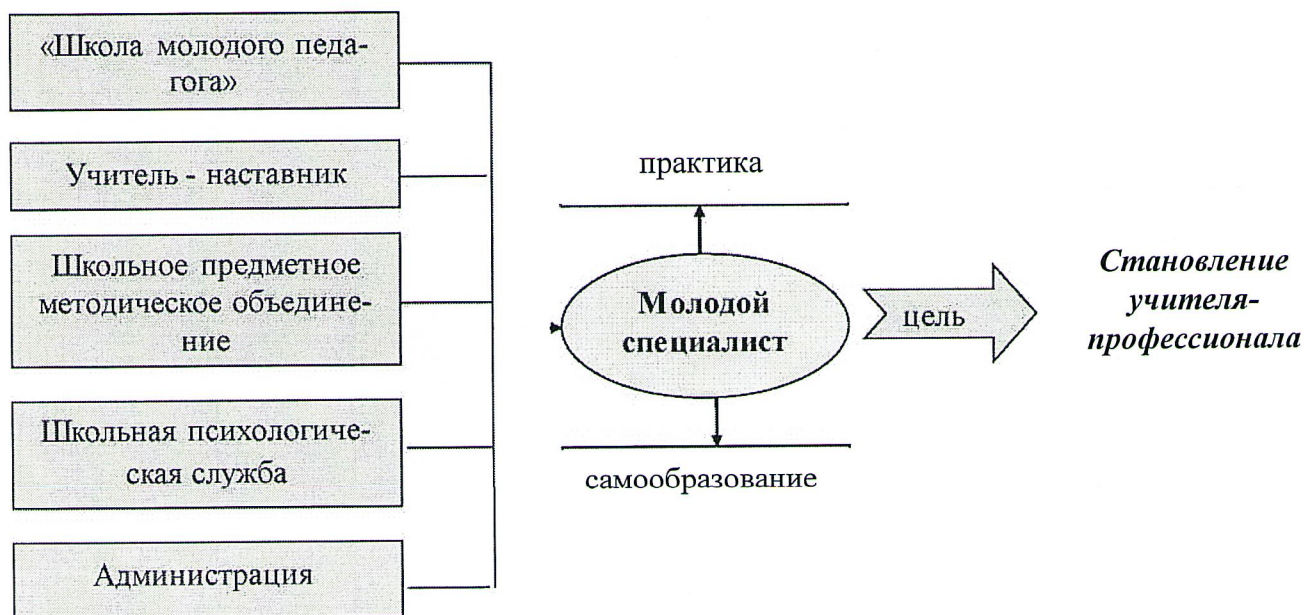 «Школа молодого педа-
гога»
Учитель - наставник
Школьное предметное
методическое объедине-
ние
Школьная психологиче-
ская служба
Администрация
практика
Молодой
специалист
самообразование
цель
Становление
учителя-
профессионала